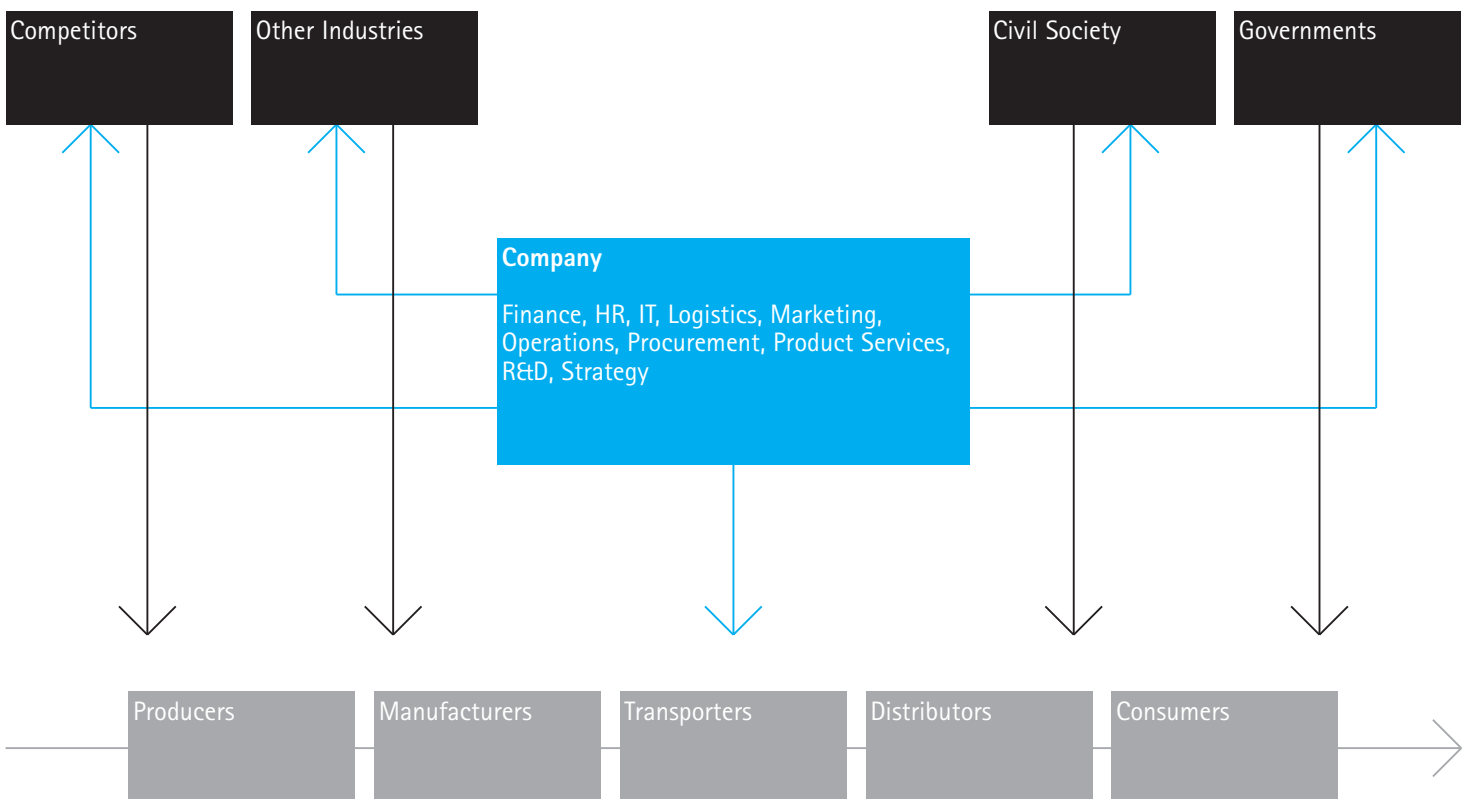 Competitors
Other Industries
Civil Society
Governments
Company
Finance, HR, IT, Logistics, Marketing,
Operations, Procurement, Product Services,
R&D, Strategy
Producers
Manufacturers
Transporters
Distributors
Consumers